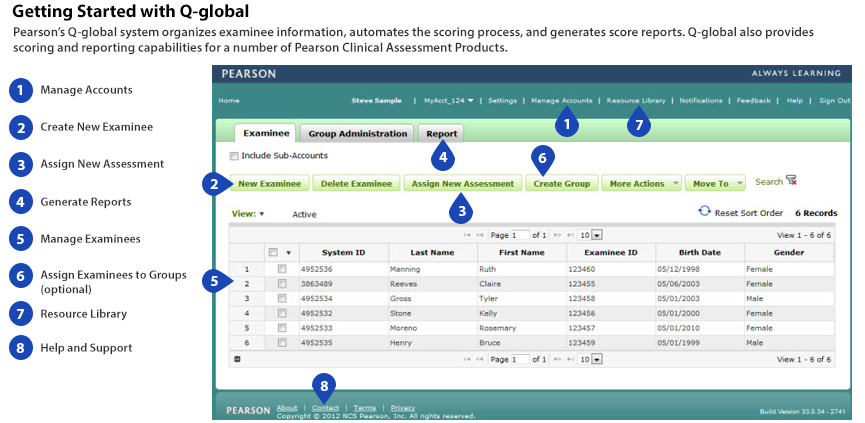 Getting Started with Q-global
Pearson's Q-global system organizes examinee information, automates the scoring process, and generates score reports. Q-global also provides
scoring and reporting capabilities for a number of Pearson Clinical Assessment Products.
1 Manage Accounts
2 Create New Examinee
3 Assign New Assessment
4 Generate Reports
5 Manage Examinees
6 Assign Examinees to Groups
(optional)
7 Resource Library
8 Help and Support
PEARSON ALWAYS LEARNING
Home Steve Sample | MyAcct_124 ▼ | Settings | Manage Accounts | Resource Library | Notifications | Feedback | Help | Sign Out
1 7
Examinee Group Administration Report
4
Include Sub-Accounts
6
2 New Examinee Delete Examinee Assign New Assessment Create Group More Actions Move To Search
3
View: ▼ Active Reset Sort Order 6 Records
Page 1 of 1 10 View 1 - 6 of 6
System ID Last Name First Name Examinee ID Birth Date Gender
1 4952536 Manning Ruth 123460 05/12/1998 Female
5 2 3863489 Reeves Claire 123455 05/06/2003 Female
3 4952534 Gross Tyler 123458 05/01/2003 Male
4 4952532 Stone Kelly 123456 05/01/2000 Female
5 4952533 Moreno Rosemary 123457 05/01/2010 Female
6 4952535 Henry Bruce 123459 05/01/1999 Male
Page 1 of 1 10 View 1 - 6 of 6
8
PEARSON About | Contact | Terms | Privacy
Copyright © 2012 NCS Pearson, Inc. All rights reserved. Build Version 33.0.34 - 2741